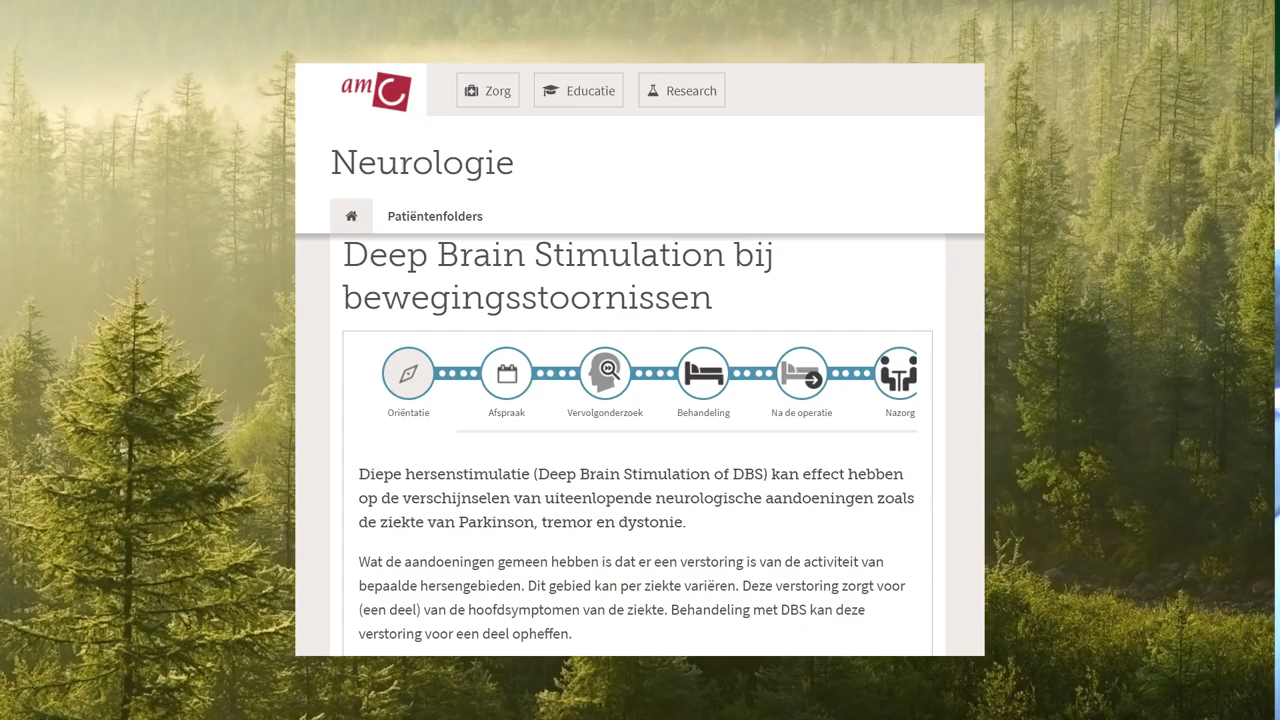 amC
Zorg
Educatie
Research
Neurologie
Patiëntenfolders
Deep Brain Stimulation bij
bewegingsstoornissen
Oriëntatie
Afspraak
Vervolgonderzoek
Behandeling
Na de operatie
Nazorg
Diepe hersenstimulatie (Deep Brain Stimulation of DBS) kan effect hebben
op de verschijnselen van uiteenlopende neurologische aandoeningen zoals
de ziekte van Parkinson, tremor en dystonie.
Wat de aandoeningen gemeen hebben is dat er een verstoring is van de activiteit van
bepaalde hersengebieden. Dit gebied kan per ziekte variëren. Deze verstoring zorgt voor
(een deel) van de hoofdsymptomen van de ziekte. Behandeling met DBS kan deze
verstoring voor een deel opheffen.